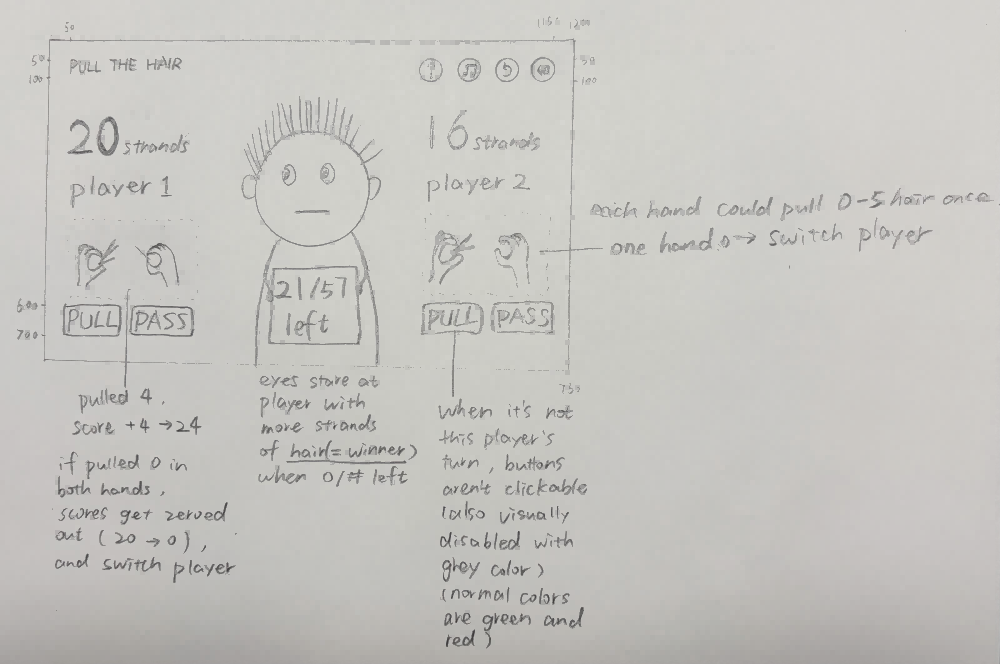 50
1150 1200
50
100
PULL THE HAIR
50
100
20 strands
player 1
16 strands
player 2
each hand could pull 0-5 hair once.
one hand 0 → switch player
21/57
left
600
700
PULL PASS
PULL PASS
750
pulled 4.
score +4 → 24
if pulled 0 in
both hands,
scores get zeroed
out (20 → 0),
and switch player
eyes stare at
player with
more strands
of hair(=winner)
when 0/# left
when it's not
this player's
turn, buttons
aren't clickable
(also visually
disabled with
grey color)
(normal colors
are green and
red)